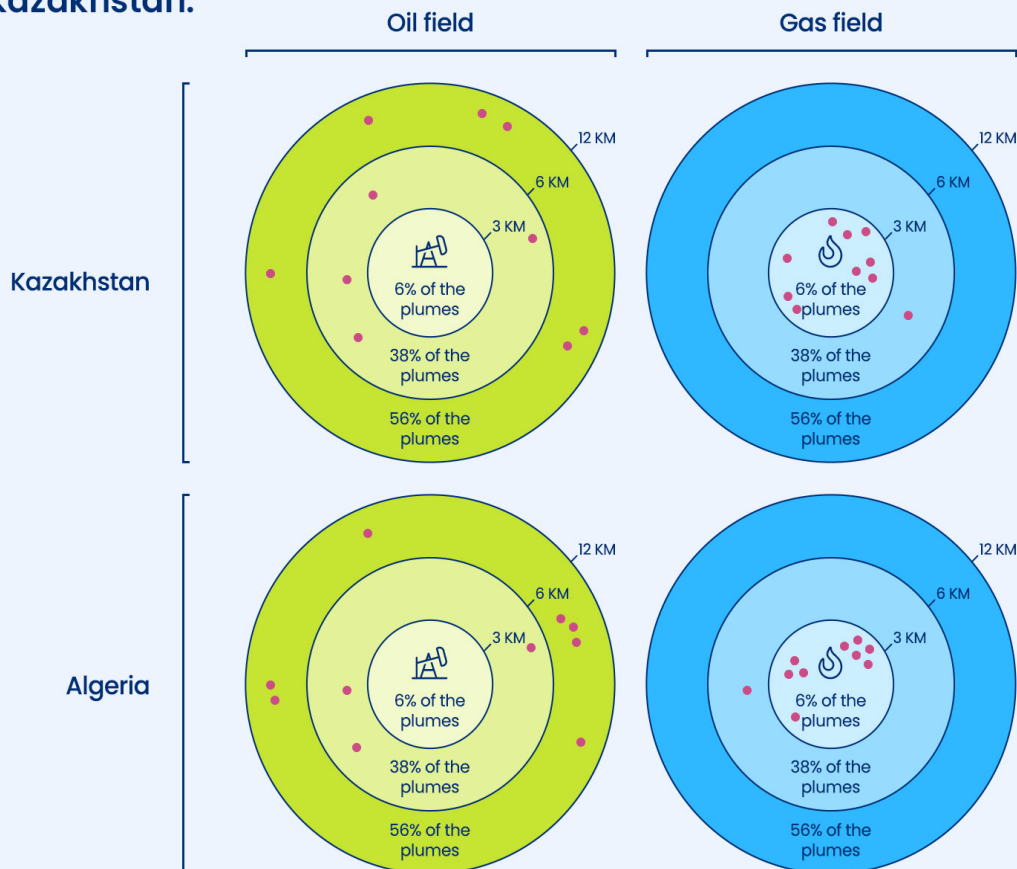 Kazakhstan.
Oil field
Gas field
Kazakhstan
12 KM
6 KM
3 KM
6% of the
plumes
38% of the
plumes
56% of the
plumes
12 KM
6 KM
3 KM
6% of the
plumes
38% of the
plumes
56% of the
plumes
Algeria
12 KM
6 KM
3 KM
6% of the
plumes
38% of the
plumes
56% of the
plumes
12 KM
6 KM
3 KM
6% of the
plumes
38% of the
plumes
56% of the
plumes